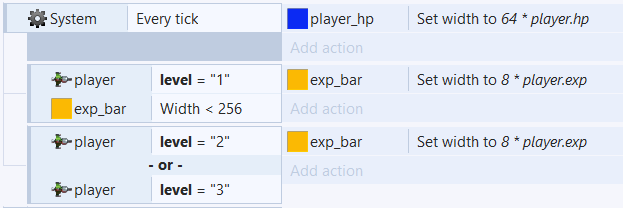 System Every tick player_hp Set width to 64 * player.hp
Add action
player level = "1" exp_bar Set width to 8 * player.exp
exp_bar Width < 256 Add action
player level = "2" exp_bar Set width to 8 * player.exp
- or - Add action
player level = "3"